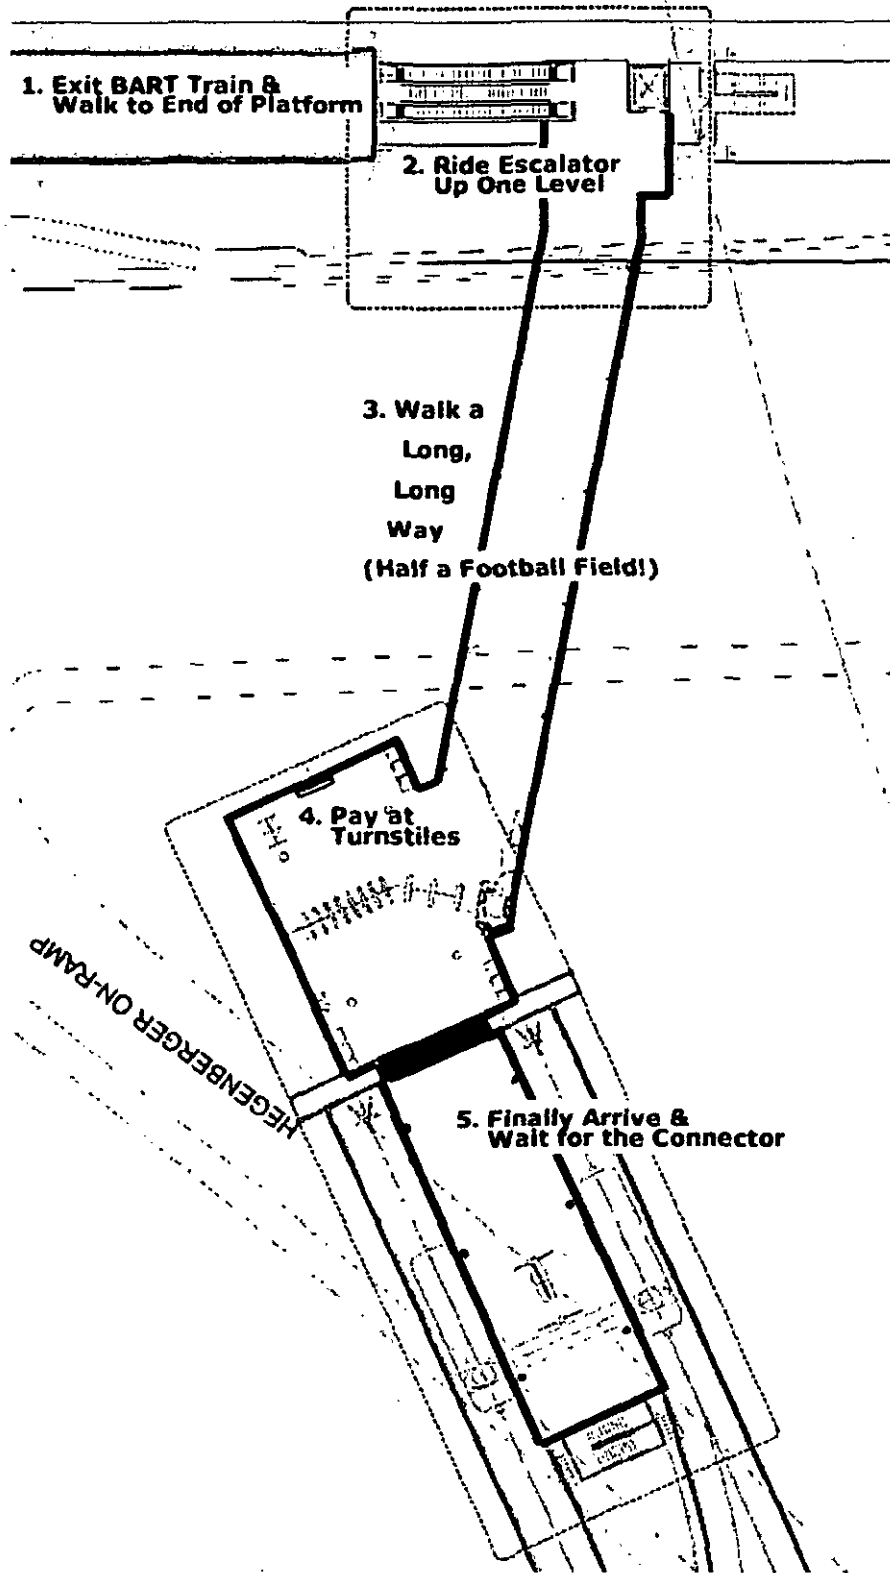 1. Exit BART Train &
Walk to End of Platform
2. Ride Escalator
Up One Level
3. Walk a
Long,
Long
Way
(Half a Football Field!)
4. Pay at
Turnstiles
HEGENBERGER ON-RAMP
5. Finally Arrive &
Wait for the Connector